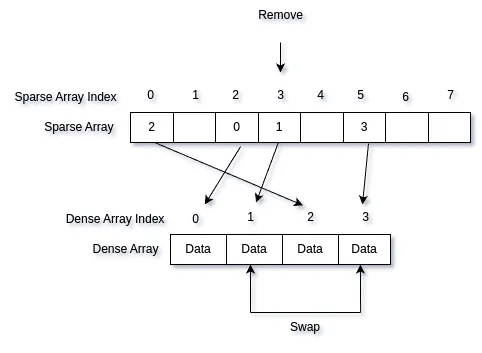 Remove
Sparse Array Index 0 1 2 3 4 5 6 7
Sparse Array 2 0 1 3
Dense Array Index 0 1 2 3
Dense Array Data Data Data Data
Swap